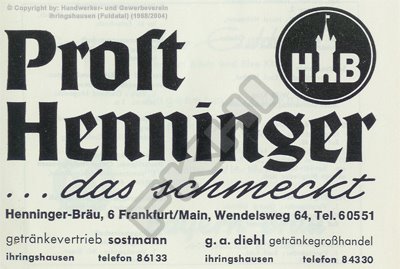 © Copyright by: Handwerker- und Gewerbeverein
ihringshausen (Fuldatal) (1968/2004)
Prost
HB
Henninger
...das schmeckt
Henninger-Bräu, 6 Frankfurt/Main, Wendelsweg 64, Tel. 60551
getränkevertrieb sostmann g. a. diehl getränkegroßhandel
ihringshausen telefon 86133 ihringshausen telefon 84330